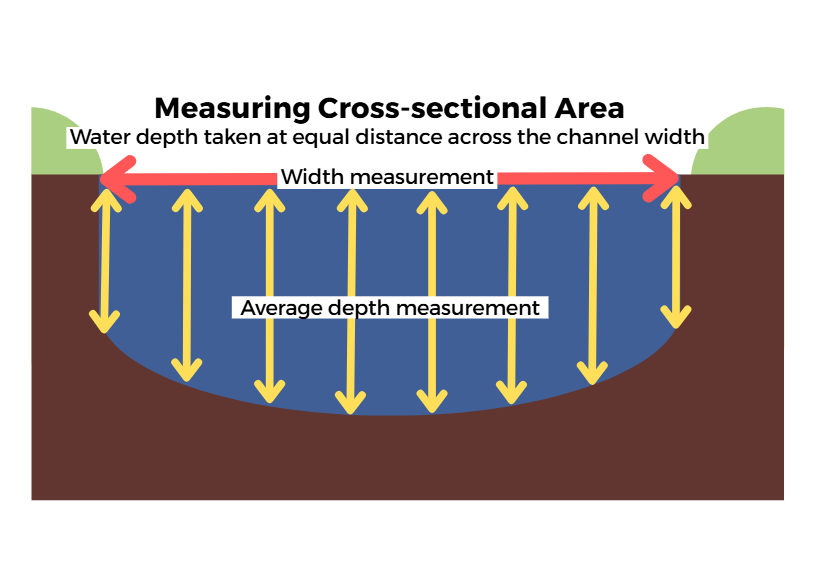 Measuring Cross-sectional Area
Water depth taken at equal distance across the channel width
Width measurement
Average depth measurement